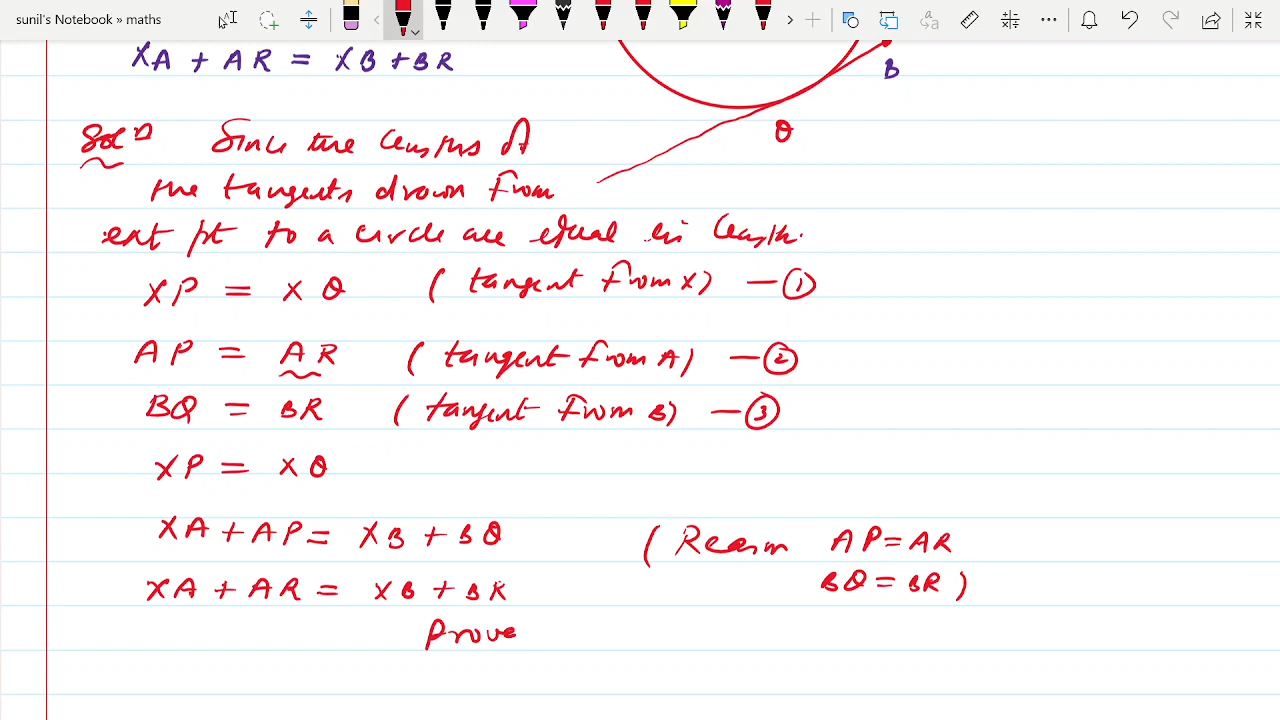 sunil's Notebook » maths
XA + AR = XB + BR
B
Q
Solⁿ Since the lengths of
the tangents drawn from
ext pt to a circle are equal in length.
XP = XQ (tangent from X) — ①
AP = AR (tangent from A) — ②
BQ = BR (tangent from B) — ③
XP = XQ
XA + AP = XB + BQ (Reason AP = AR
BQ = BR)
XA + AR = XB + BR
Prove